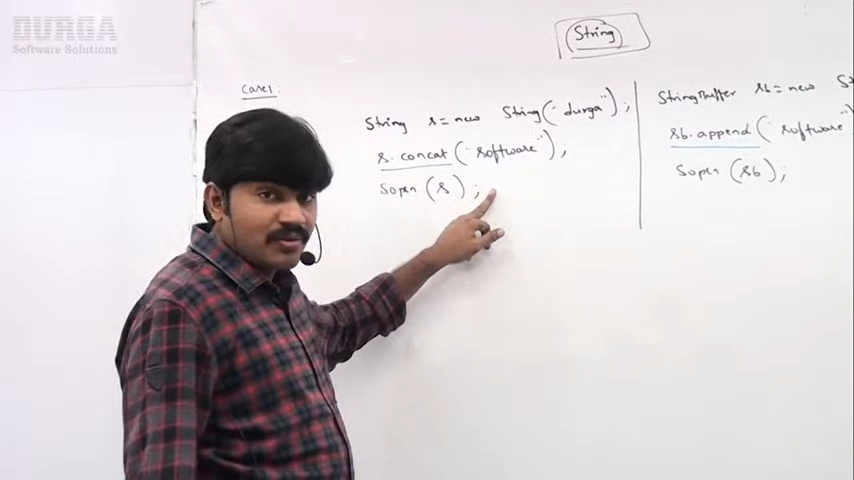 DURGA
Software Solutions
String
Case1:
String s = new String("durga");
s.concat("software");
Sopln(s);
StringBuffer sb = new
sb.append("software")
Sopln(sb);